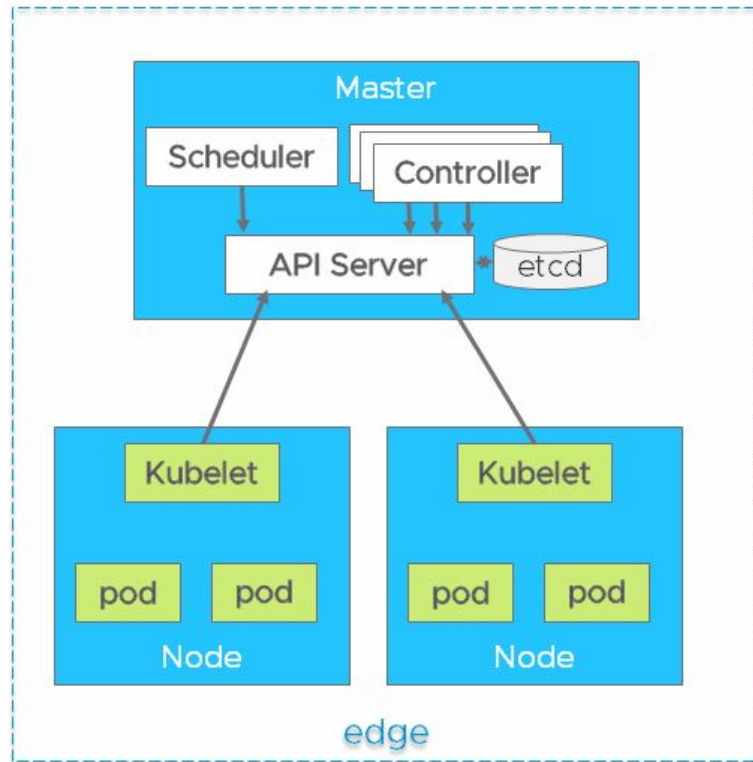 Master
Scheduler
Controller
API Server
etcd
Kubelet
Kubelet
pod
pod
pod
pod
Node
Node
edge